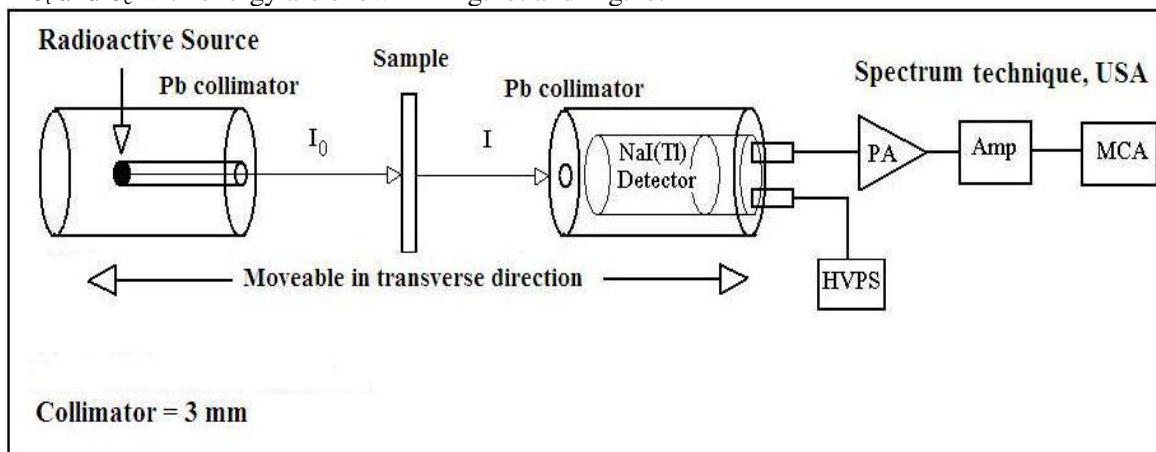 Radioactive Source
Pb collimator
Sample
Pb collimator
Spectrum technique, USA
I0
I
NaI(Tl)
Detector
PA
Amp
MCA
Moveable in transverse direction
HVPS
Collimator = 3 mm